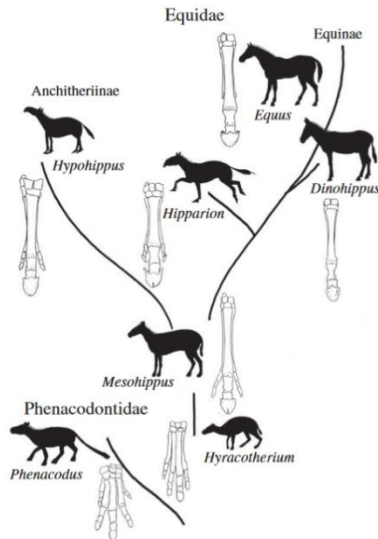 Equidae
Equinae
Equus
Anchitheriinae
Hypohippus
Hipparion
Dinohippus
Mesohippus
Phenacodontidae
Phenacodus
Hyracotherium